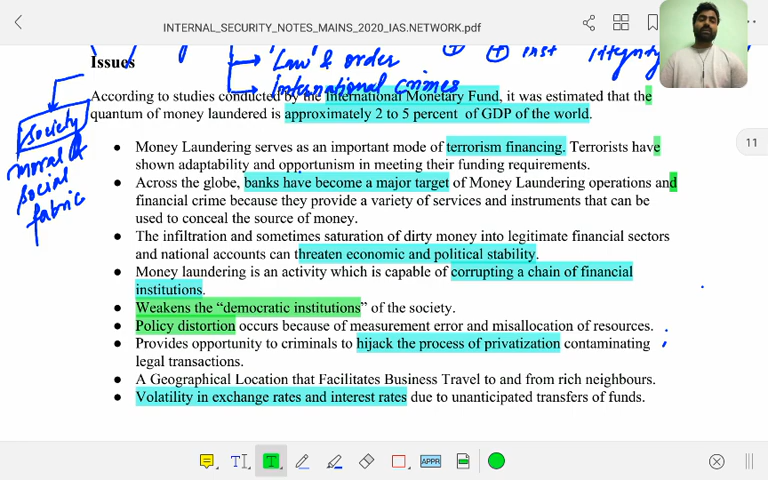 INTERNAL_SECURITY_NOTES_MAINS_2020_IAS.NETWORK.pdf
Law & order
Inst integrity
Issues
International crimes
According to studies conducted by the International Monetary Fund, it was estimated that the
quantum of money laundered is approximately 2 to 5 percent of GDP of the world.
Society
moral &
social
fabric
11
● Money Laundering serves as an important mode of terrorism financing. Terrorists have
shown adaptability and opportunism in meeting their funding requirements.
● Across the globe, banks have become a major target of Money Laundering operations and
financial crime because they provide a variety of services and instruments that can be
used to conceal the source of money.
● The infiltration and sometimes saturation of dirty money into legitimate financial sectors
and national accounts can threaten economic and political stability.
● Money laundering is an activity which is capable of corrupting a chain of financial
institutions.
● Weakens the “democratic institutions” of the society.
● Policy distortion occurs because of measurement error and misallocation of resources.
● Provides opportunity to criminals to hijack the process of privatization contaminating
legal transactions.
● A Geographical Location that Facilitates Business Travel to and from rich neighbours.
● Volatility in exchange rates and interest rates due to unanticipated transfers of funds.
T
T
APPR